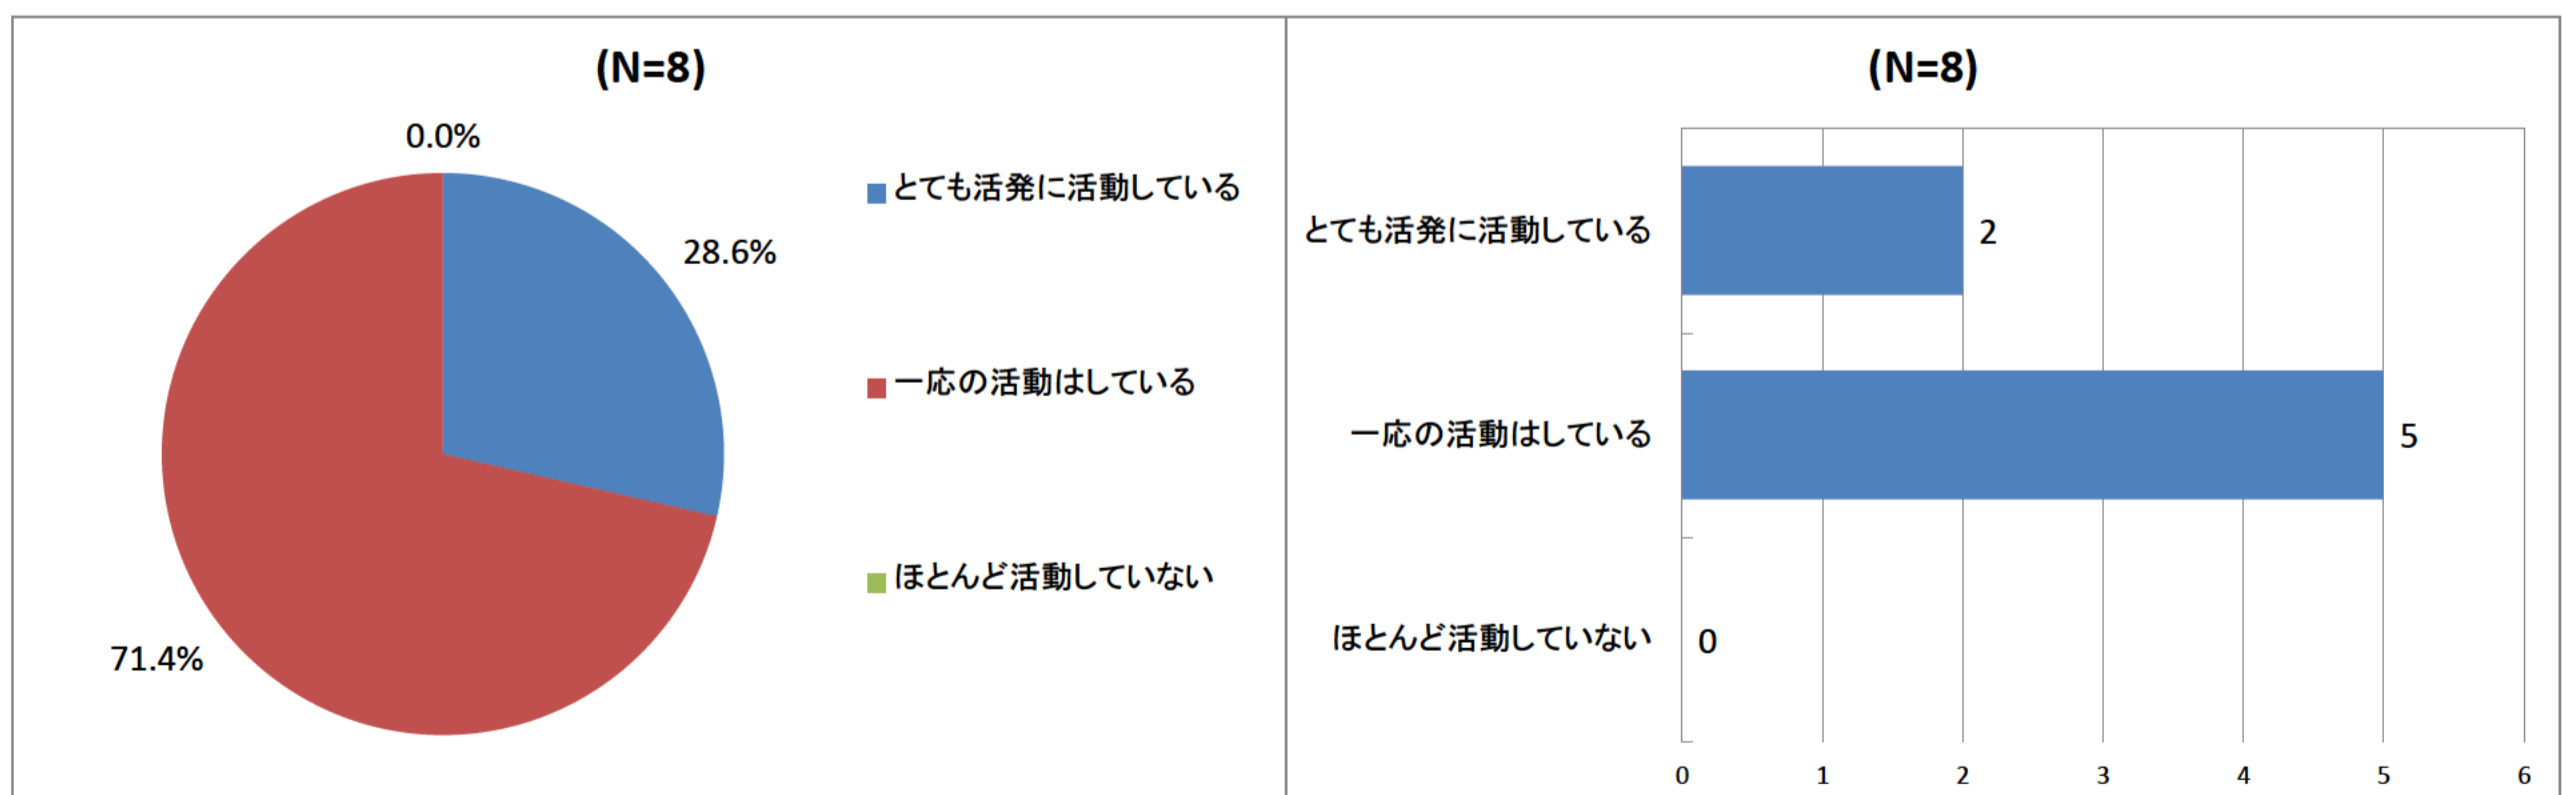 (N=8)
0.0%
28.6%
71.4%
とても活発に活動している
一応の活動はしている
ほとんど活動していない
(N=8)
とても活発に活動している
2
一応の活動はしている
5
ほとんど活動していない
0
0 1 2 3 4 5 6